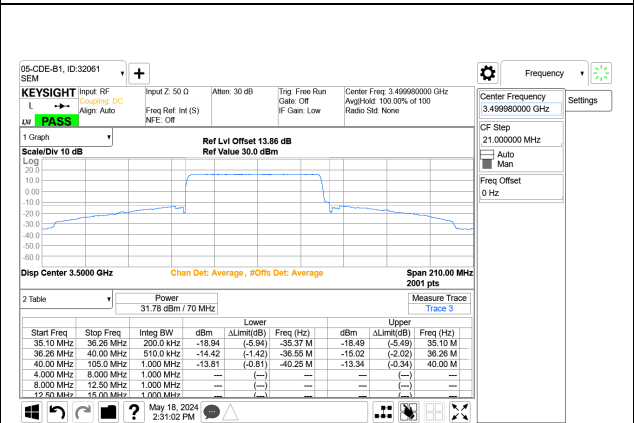 05-CDE-B1, ID:32061
SEM
Frequency
KEYSIGHT
Input: RF
Coupling: DC
Align: Auto
Input Z: 50 Ω
Freq Ref: Int (S)
NFE: Off
Atten: 30 dB
Trig: Free Run
Gate: Off
IF Gain: Low
Center Freq: 3.499980000 GHz
Avg|Hold: 100.00% of 100
Radio Std: None
L
LXI PASS
Center Frequency
3.499980000 GHz
Settings
CF Step
21.000000 MHz
Auto
Man
Freq Offset
0 Hz
1 Graph
Scale/Div 10 dB
Ref Lvl Offset 13.86 dB
Ref Value 30.0 dBm
Log
20.0
10.0
0.00
-10.0
-20.0
-30.0
-40.0
-50.0
-60.0
Disp Center 3.5000 GHz
Chan Det: Average , #Offs Det: Average
Span 210.00 MHz
2001 pts
2 Table
Power
31.78 dBm / 70 MHz
Measure Trace
Trace 3
Lower Upper
Start Freq Stop Freq Integ BW dBm ΔLimit(dB) Freq (Hz) dBm ΔLimit(dB) Freq (Hz)
35.10 MHz 36.26 MHz 200.0 kHz -18.94 (-5.94) -35.37 M -18.49 (-5.49) 35.10 M
36.26 MHz 40.00 MHz 510.0 kHz -14.42 (-1.42) -36.55 M -15.02 (-2.02) 36.26 M
40.00 MHz 105.0 MHz 1.000 MHz -13.81 (-0.81) -40.25 M -13.34 (-0.34) 40.00 M
4.000 MHz 8.000 MHz 1.000 MHz --- (---) --- --- (---) ---
8.000 MHz 12.50 MHz 1.000 MHz --- (---) --- --- (---) ---
12.50 MHz 15.00 MHz 1.000 MHz --- (---) --- --- (---) ---
May 18, 2024
2:31:02 PM